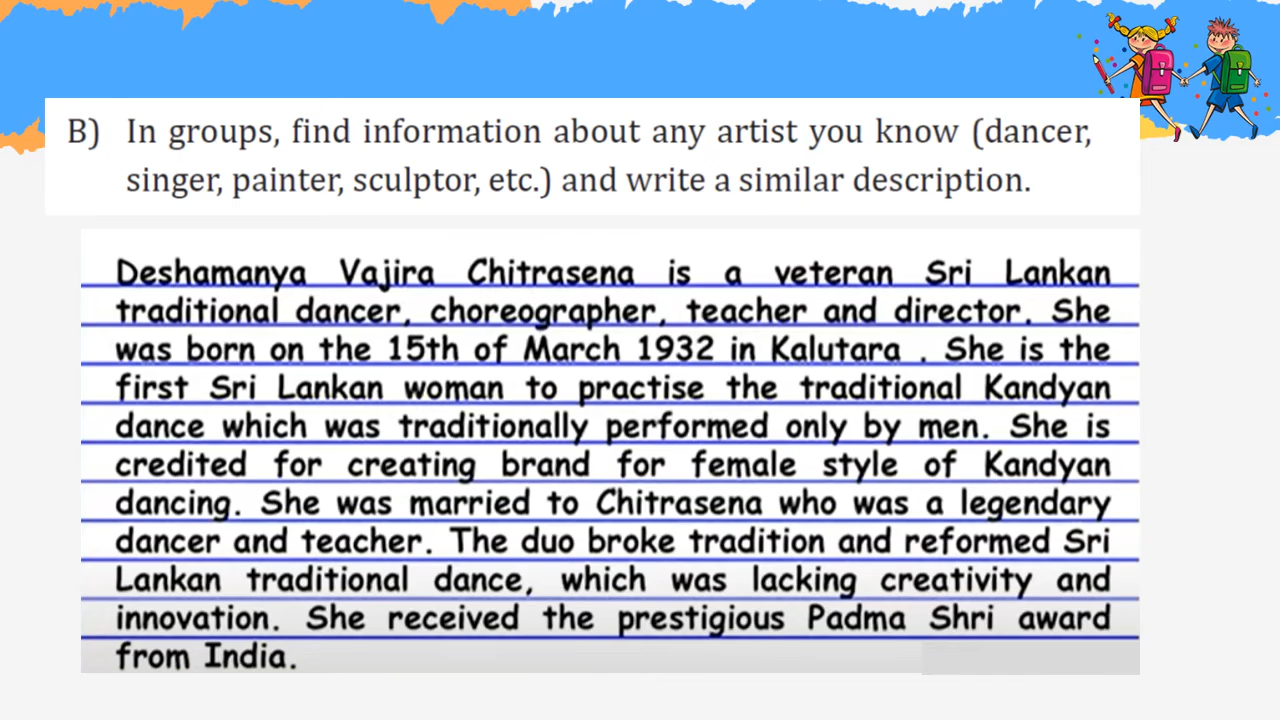 B) In groups, find information about any artist you know (dancer,
singer, painter, sculptor, etc.) and write a similar description.
Deshamanya Vajira Chitrasena is a veteran Sri Lankan
traditional dancer, choreographer, teacher and director. She
was born on the 15th of March 1932 in Kalutara . She is the
first Sri Lankan woman to practise the traditional Kandyan
dance which was traditionally performed only by men. She is
credited for creating brand for female style of Kandyan
dancing. She was married to Chitrasena who was a legendary
dancer and teacher. The duo broke tradition and reformed Sri
Lankan traditional dance, which was lacking creativity and
innovation. She received the prestigious Padma Shri award
from India.